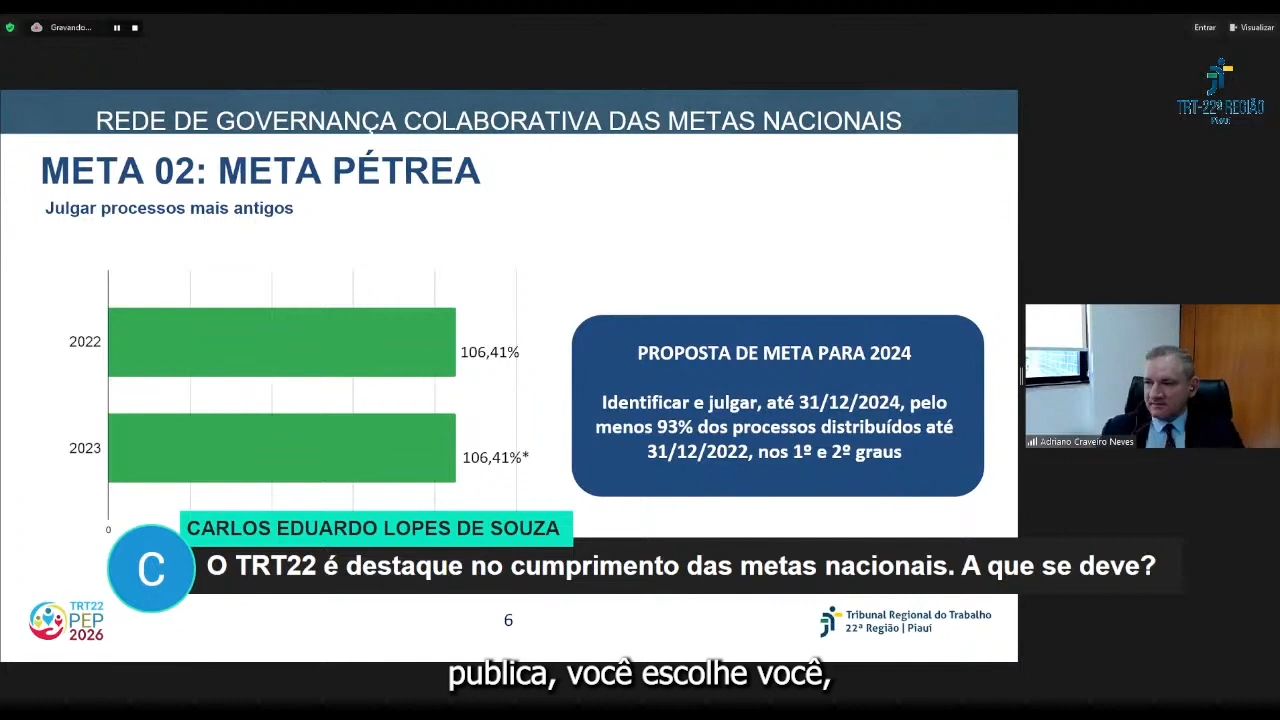 Gravando...
Entrar
Visualizar
TRT-22ª REGIÃO
Piauí
REDE DE GOVERNANÇA COLABORATIVA DAS METAS NACIONAIS
META 02: META PÉTREA
Julgar processos mais antigos
2022
106,41%
2023
106,41%*
0
PROPOSTA DE META PARA 2024
Identificar e julgar, até 31/12/2024, pelo
menos 93% dos processos distribuídos até
31/12/2022, nos 1º e 2º graus
Adriano Craveiro Neves
CARLOS EDUARDO LOPES DE SOUZA
C
O TRT22 é destaque no cumprimento das metas nacionais. A que se deve?
TRT22
PEP
2026
6
Tribunal Regional do Trabalho
22ª Região | Piauí
publica, você escolhe você,